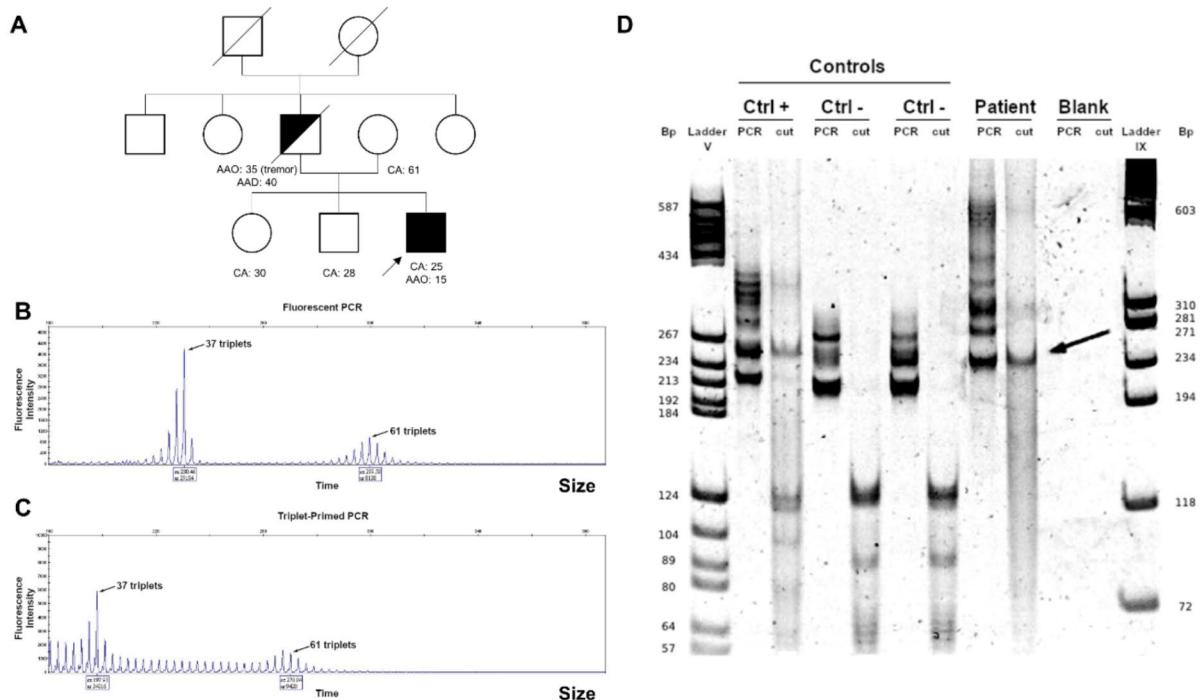 A
AAO: 35 (tremor)
AAD: 40
CA: 61
CA: 30
CA: 28
CA: 25
AAO: 15
B
Fluorescent PCR
Fluorescence
Intensity
37 triplets
61 triplets
Time
Size
C
Triplet-Primed PCR
Fluorescence
Intensity
37 triplets
61 triplets
Time
Size
D
Controls
Ctrl + Ctrl - Ctrl - Patient Blank
Bp Ladder PCR cut PCR cut PCR cut PCR cut PCR cut Ladder Bp
V IX
587
434
267
234
213
192
184
124
104
89
80
64
57
603
310
281
271
234
194
118
72